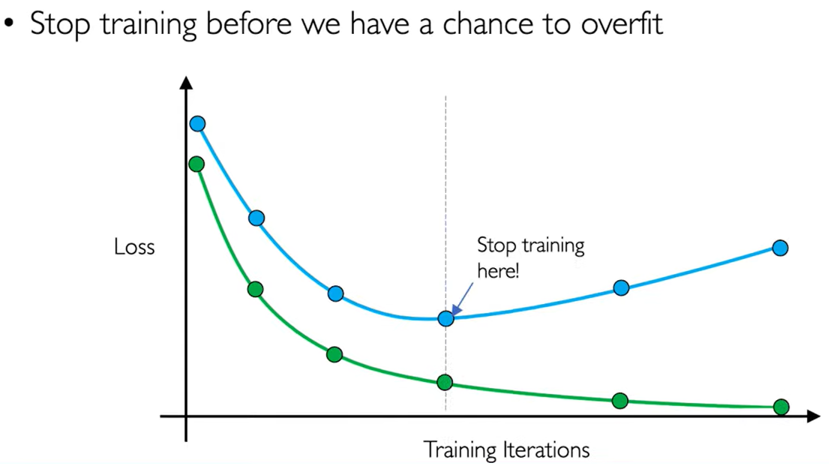 • Stop training before we have a chance to overfit
Stop training
here!
Loss
Training Iterations